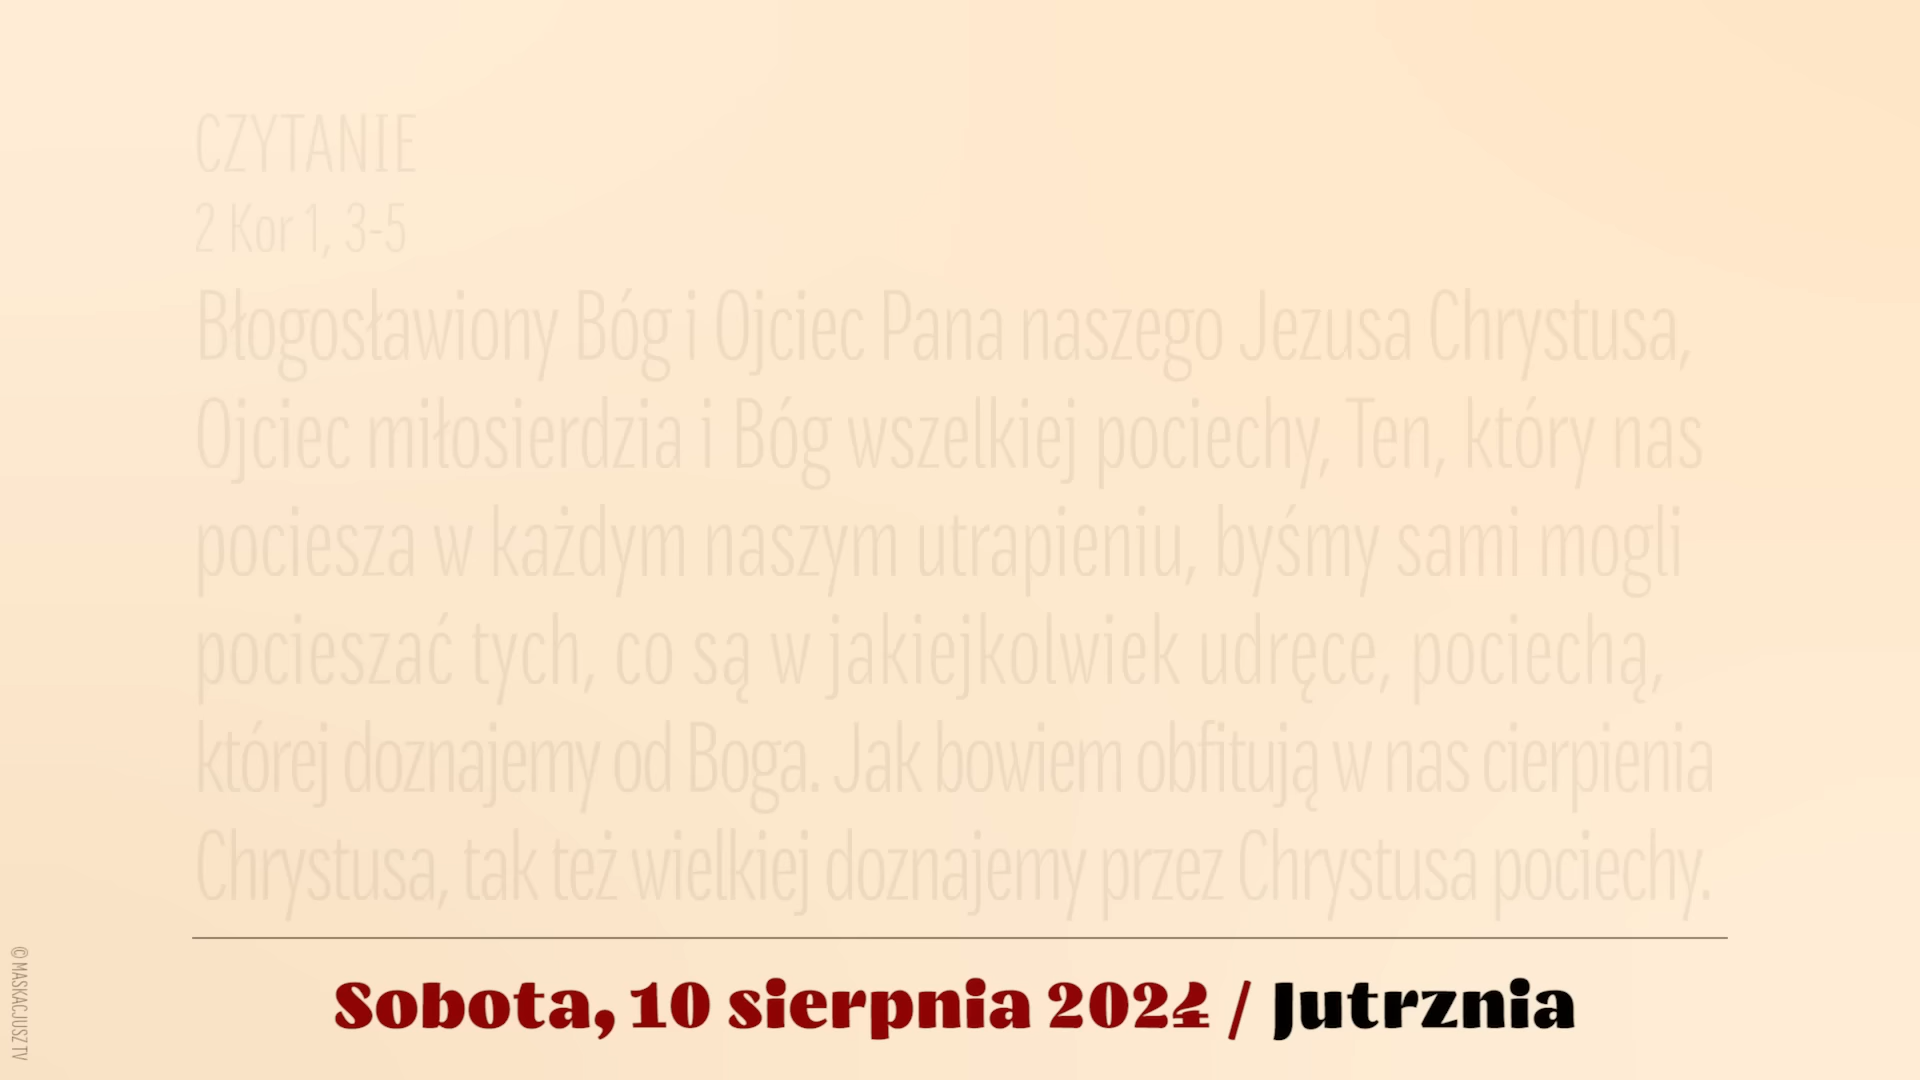 CZYTANIE
2 Kor 1, 3-5
Błogosławiony Bóg i Ojciec Pana naszego Jezusa Chrystusa,
Ojciec miłosierdzia i Bóg wszelkiej pociechy, Ten, który nas
pociesza w każdym naszym utrapieniu, byśmy sami mogli
pocieszać tych, co są w jakiejkolwiek udręce, pociechą,
której doznajemy od Boga. Jak bowiem obfitują w nas cierpienia
Chrystusa, tak też wielkiej doznajemy przez Chrystusa pociechy.
Sobota, 10 sierpnia 2024 / Jutrznia
© MASKACJUSZ TV